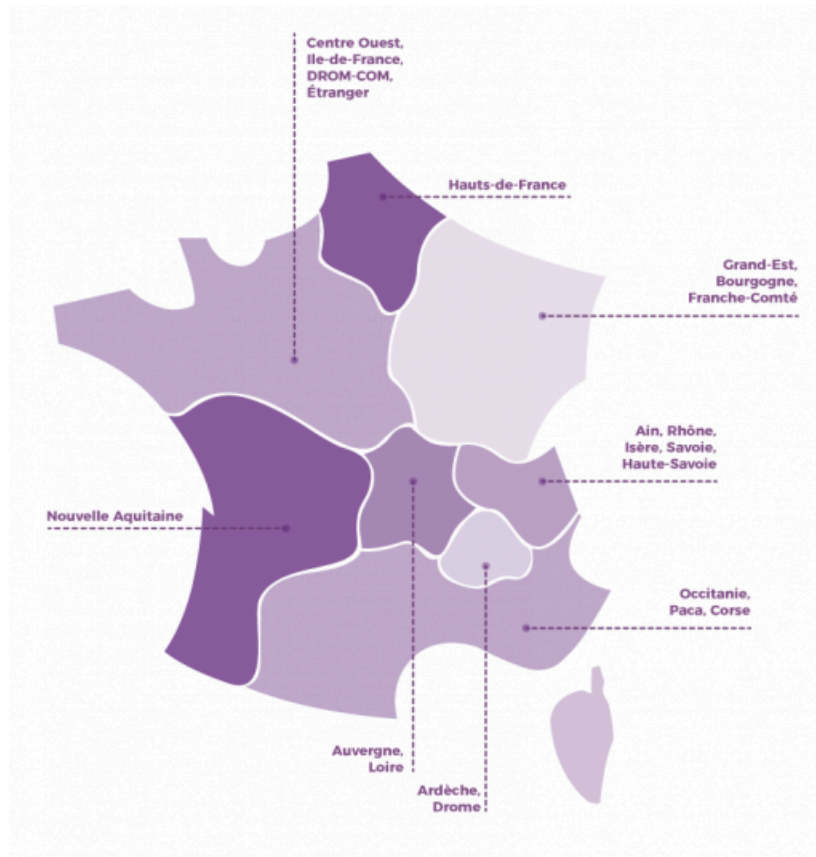 Centre Ouest,
Ile-de-France,
DROM-COM,
Étranger
Hauts-de-France
Grand-Est,
Bourgogne,
Franche-Comté
Ain, Rhône,
Isère, Savoie,
Haute-Savoie
Nouvelle Aquitaine
Occitanie,
Paca, Corse
Auvergne,
Loire
Ardèche,
Drome